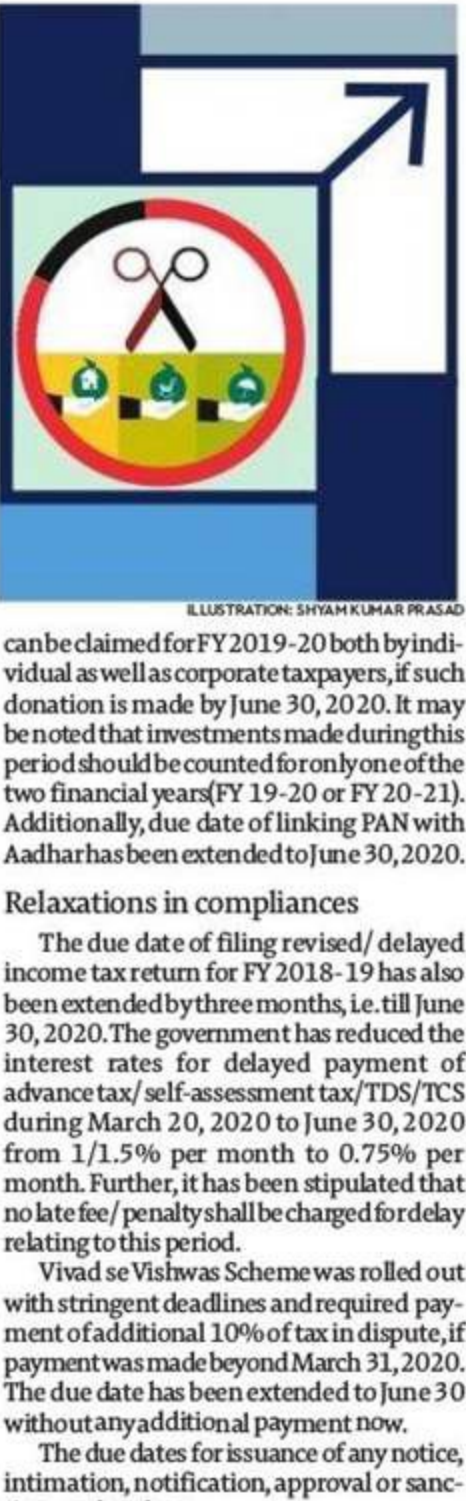 ILLUSTRATION: SHYAM KUMAR PRASAD
can be claimed for FY 2019-20 both by indi-
vidual as well as corporate taxpayers, if such
donation is made by June 30, 2020. It may
be noted that investments made during this
period should be counted for only one of the
two financial years(FY 19-20 or FY 20-21).
Additionally, due date of linking PAN with
Aadhar has been extended to June 30, 2020.
Relaxations in compliances
The due date of filing revised/ delayed
income tax return for FY 2018-19 has also
been extended by three months, i.e. till June
30, 2020. The government has reduced the
interest rates for delayed payment of
advance tax/ self-assessment tax/TDS/TCS
during March 20, 2020 to June 30, 2020
from 1/1.5% per month to 0.75% per
month. Further, it has been stipulated that
no late fee/ penalty shall be charged for delay
relating to this period.
Vivad se Vishwas Scheme was rolled out
with stringent deadlines and required pay-
ment of additional 10% of tax in dispute, if
payment was made beyond March 31, 2020.
The due date has been extended to June 30
without any additional payment now.
The due dates for issuance of any notice,
intimation, notification, approval or sanc-